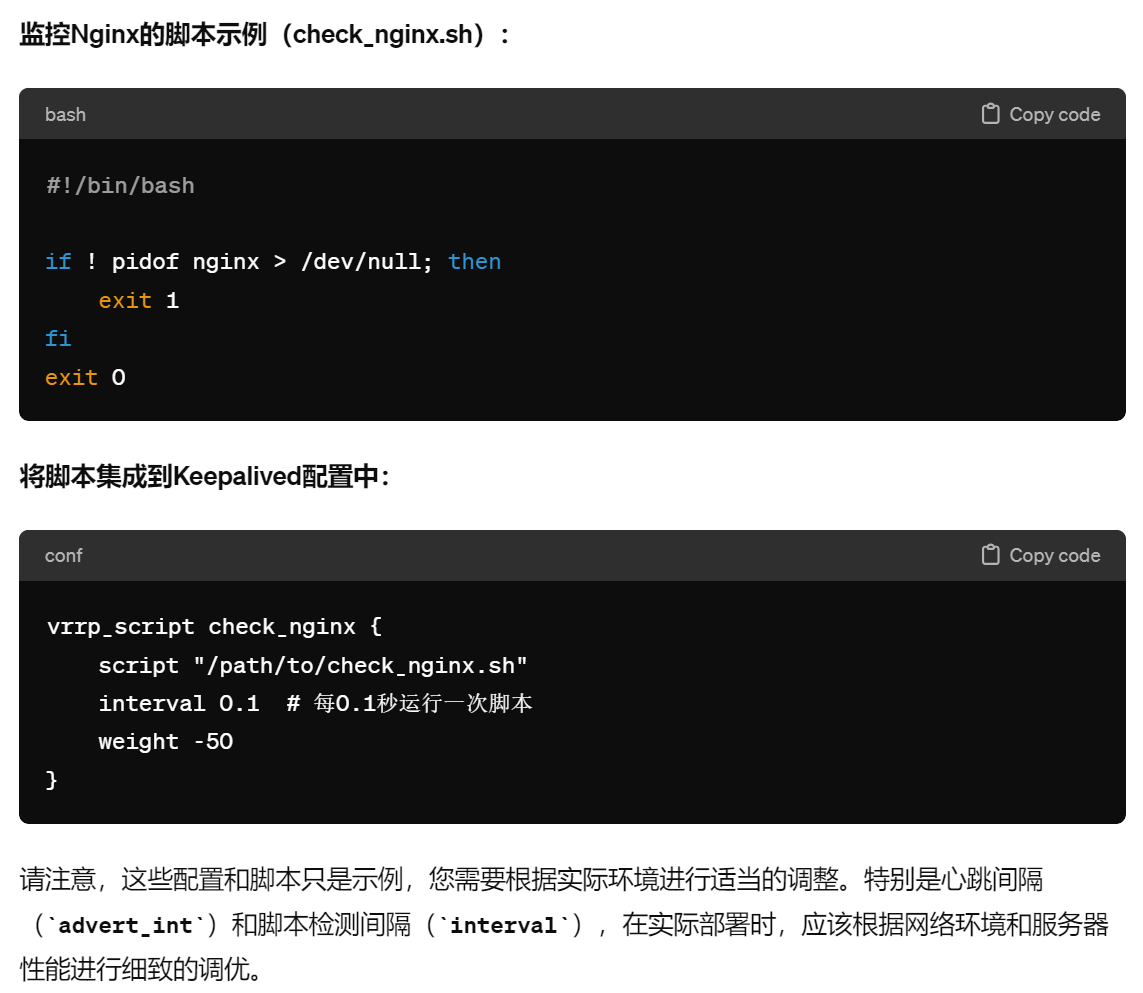 监控Nginx的脚本示例（check_nginx.sh）：
bash
Copy code
#!/bin/bash
if ! pidof nginx > /dev/null; then
    exit 1
fi
exit 0
将脚本集成到Keepalived配置中：
conf
Copy code
vrrp_script check_nginx {
    script "/path/to/check_nginx.sh"
    interval 0.1  # 每0.1秒运行一次脚本
    weight -50
}
请注意，这些配置和脚本只是示例，您需要根据实际环境进行适当的调整。特别是心跳间隔
（`advert_int`）和脚本检测间隔（`interval`），在实际部署时，应该根据网络环境和服务器
性能进行细致的调优。